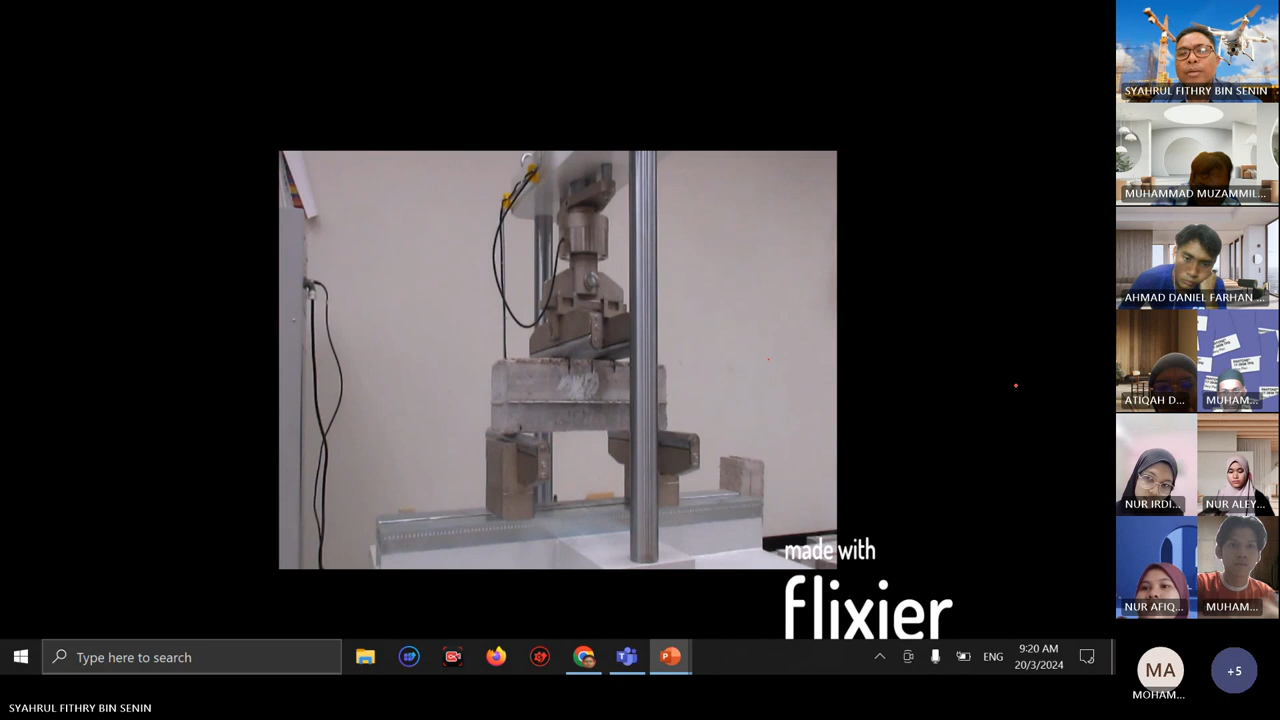 SYAHRUL FITHRY BIN SENIN
MUHAMMAD MUZAMMIL...
AHMAD DANIEL FARHAN ...
ATIQAH D...
MUHAM...
NUR IRDI...
NUR ALEY...
NUR AFIQ...
MUHAM...
MA
MOHAM...
+5
made with
flixier
Type here to search
ENG
9:20 AM
20/3/2024
SYAHRUL FITHRY BIN SENIN